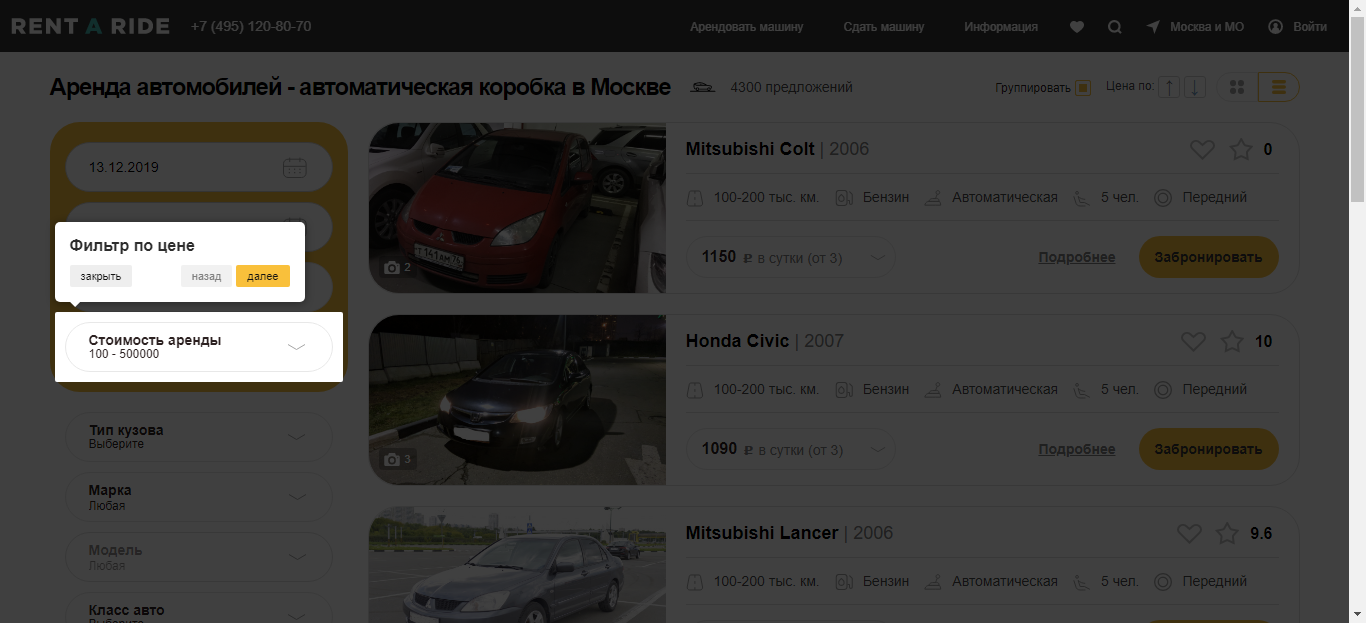 RENT A RIDE +7 (495) 120-80-70 Арендовать машину Сдать машину Информация Москва и МО Войти
Аренда автомобилей - автоматическая коробка в Москве 4300 предложений Группировать Цена по:
13.12.2019
Фильтр по цене
закрыть назад далее
Стоимость аренды
100 - 500000
Тип кузова
Выберите
Марка
Любая
Модель
Любая
Класс авто
Выберите
Mitsubishi Colt | 2006 0
100-200 тыс. км. Бензин Автоматическая 5 чел. Передний
2
1150 ₽ в сутки (от 3) Подробнее Забронировать
Honda Civic | 2007 10
100-200 тыс. км. Бензин Автоматическая 5 чел. Передний
3
1090 ₽ в сутки (от 3) Подробнее Забронировать
Mitsubishi Lancer | 2006 9.6
100-200 тыс. км. Бензин Автоматическая 5 чел. Передний